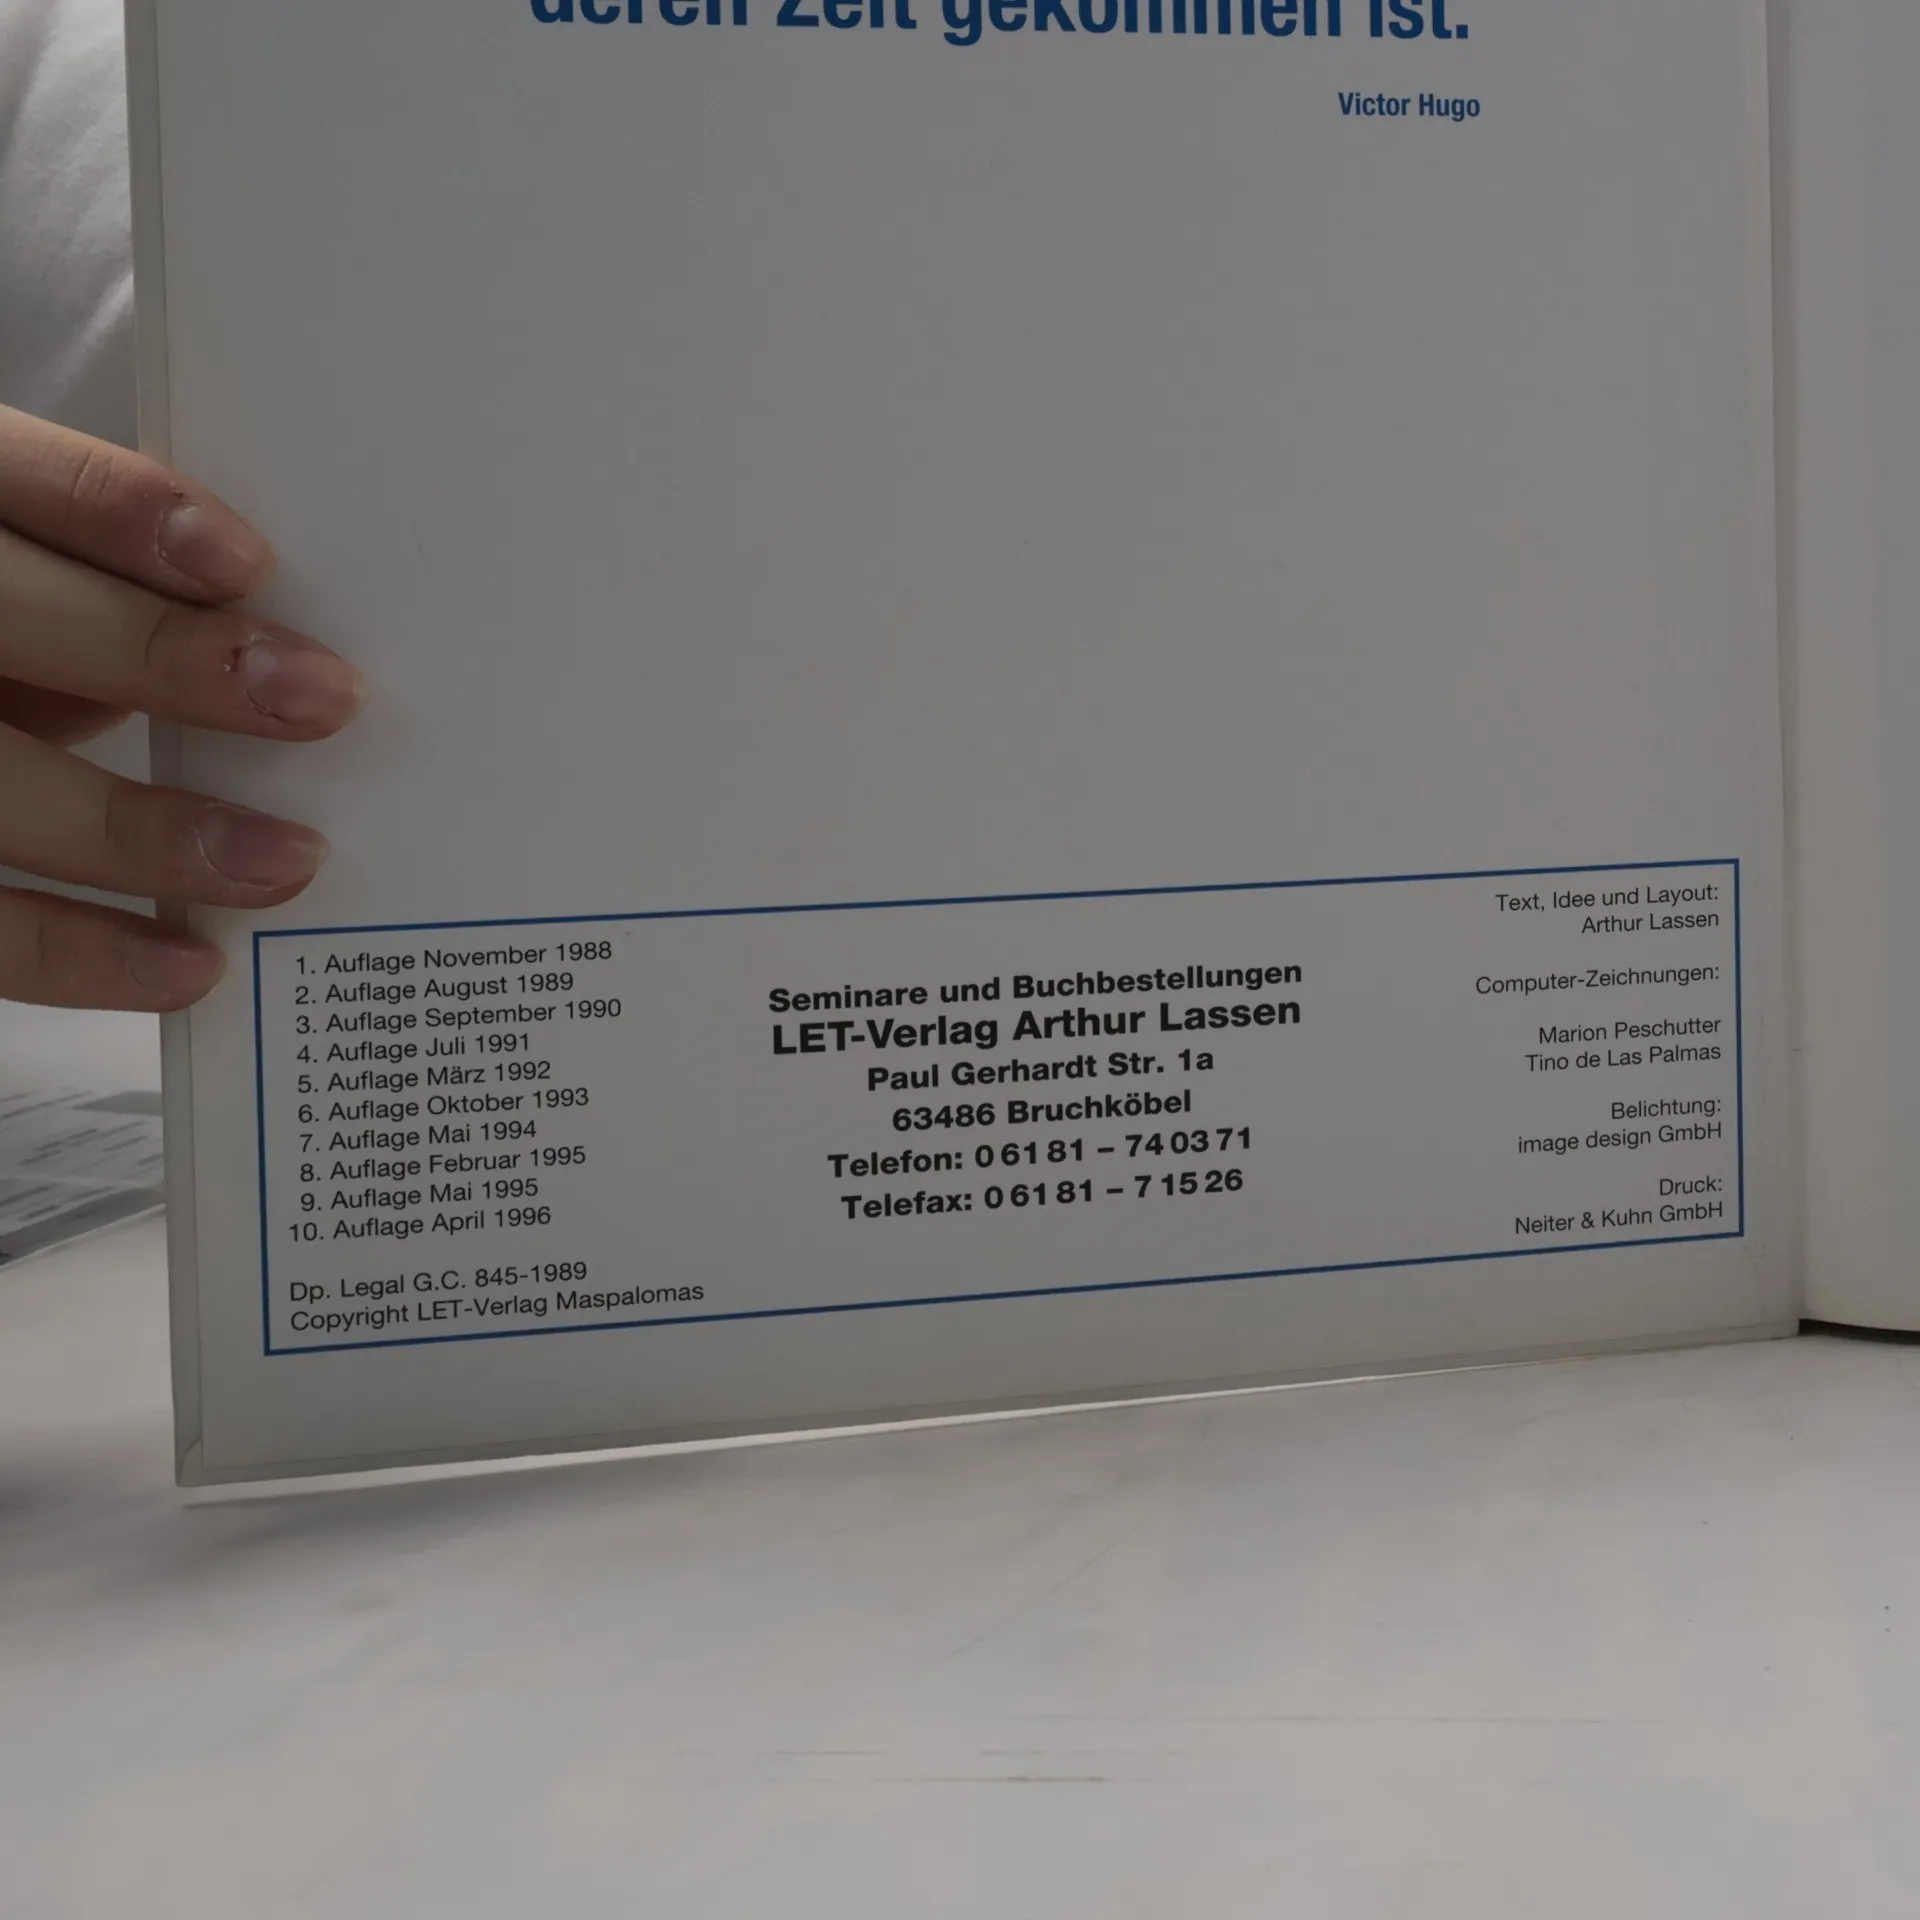 deren Zeit gekommen ist.
Victor Hugo
1. Auflage November 1988
2. Auflage August 1989
3. Auflage September 1990
4. Auflage Juli 1991
5. Auflage März 1992
6. Auflage Oktober 1993
7. Auflage Mai 1994
8. Auflage Februar 1995
9. Auflage Mai 1995
10. Auflage April 1996
Dp. Legal G.C. 845-1989
Copyright LET-Verlag Maspalomas
Seminare und Buchbestellungen
LET-Verlag Arthur Lassen
Paul Gerhardt Str. 1a
63486 Bruchköbel
Telefon: 0 61 81 – 74 03 71
Telefax: 0 61 81 – 7 15 26
Text, Idee und Layout:
Arthur Lassen
Computer-Zeichnungen:
Marion Peschutter
Tino de Las Palmas
Belichtung:
image design GmbH
Druck:
Neiter & Kuhn GmbH